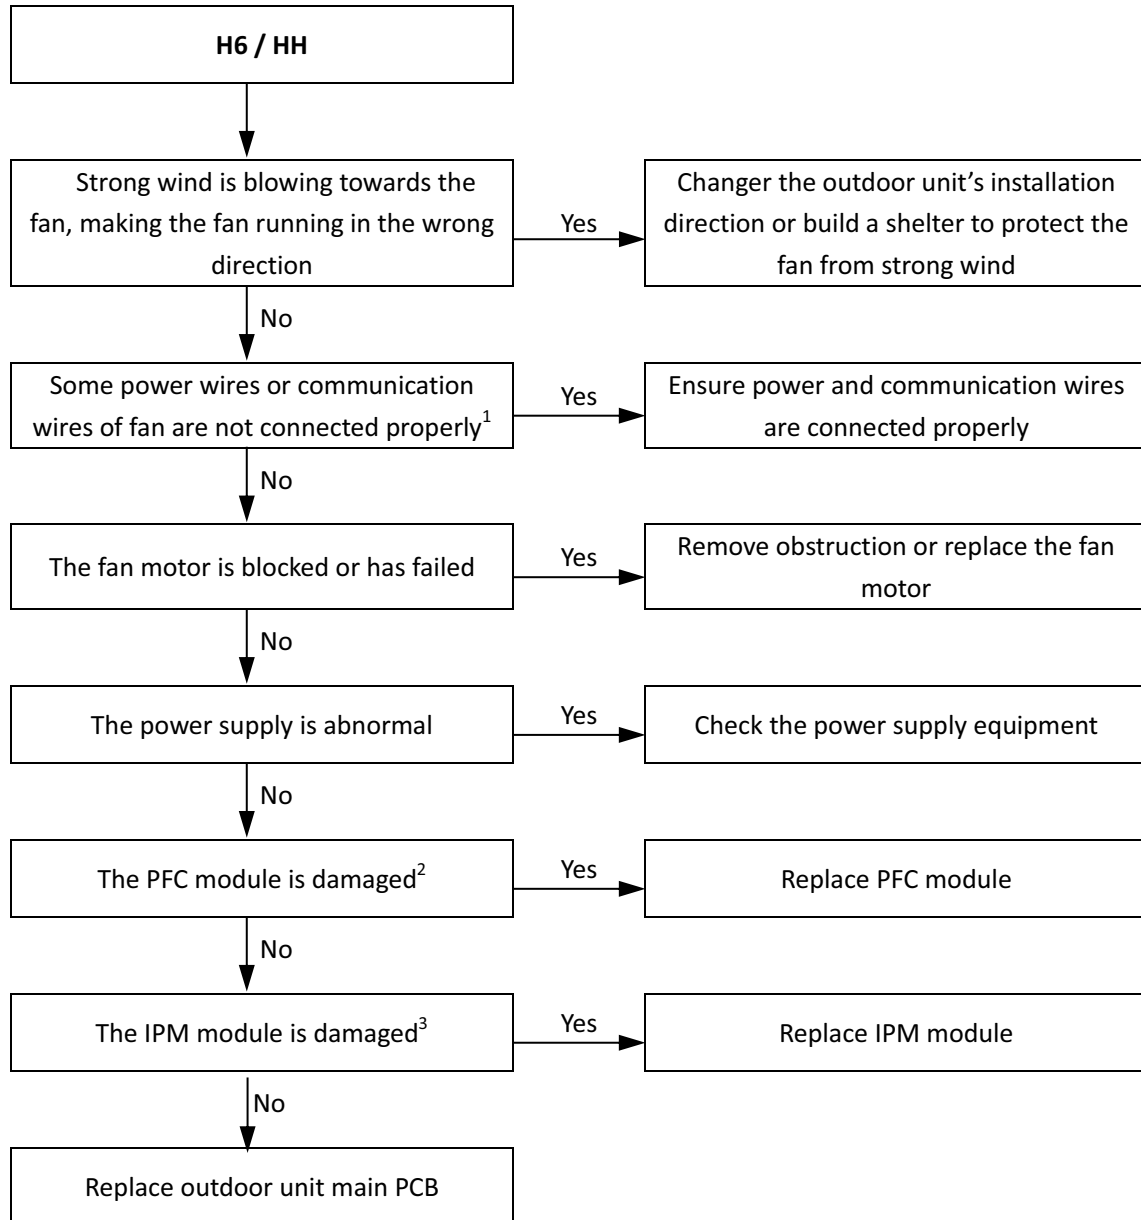 H6 / HH
Strong wind is blowing towards the
fan, making the fan running in the wrong
direction
Yes
Changer the outdoor unit’s installation
direction or build a shelter to protect the
fan from strong wind
No
Some power wires or communication
wires of fan are not connected properly1
Yes
Ensure power and communication wires
are connected properly
No
The fan motor is blocked or has failed
Yes
Remove obstruction or replace the fan
motor
No
The power supply is abnormal
Yes
Check the power supply equipment
No
The PFC module is damaged2
Yes
Replace PFC module
No
The IPM module is damaged3
Yes
Replace IPM module
No
Replace outdoor unit main PCB